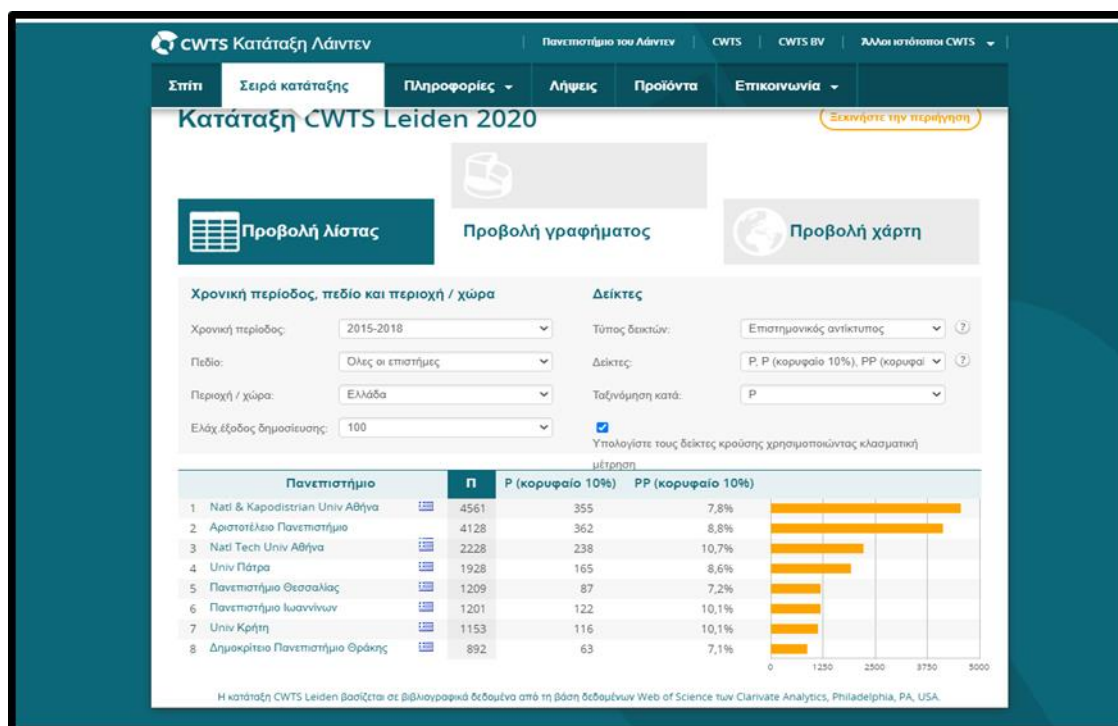 CWTS Κατάταξη Λάιντεν
Πανεπιστήμιο του Λάιντεν | CWTS | CWTS BV | Άλλοι ιστότοποι CWTS
Σπίτι Σειρά κατάταξης Πληροφορίες Λήψεις Προϊόντα Επικοινωνία
Κατάταξη CWTS Leiden 2020
Ξεκινήστε την περιήγηση
Προβολή λίστας Προβολή γραφήματος Προβολή χάρτη
Χρονική περίοδος, πεδίο και περιοχή / χώρα Δείκτες
Χρονική περίοδος: 2015-2018 Τύπος δεικτών: Επιστημονικός αντίκτυπος ?
Πεδίο: Όλες οι επιστήμες Δείκτες: P, P (κορυφαίο 10%), PP (κορυφαί ?
Περιοχή / χώρα: Ελλάδα Ταξινόμηση κατά: P
Ελάχ.έξοδος δημοσίευσης: 100
Υπολογίστε τους δείκτες κρούσης χρησιμοποιώντας κλασματική
μέτρηση
Πανεπιστήμιο Π P (κορυφαίο 10%) PP (κορυφαίο 10%)
1 Natl & Kapodistrian Univ Αθήνα 4561 355 7,8%
2 Αριστοτέλειο Πανεπιστήμιο 4128 362 8,8%
3 Natl Tech Univ Αθήνα 2228 238 10,7%
4 Univ Πάτρα 1928 165 8,6%
5 Πανεπιστήμιο Θεσσαλίας 1209 87 7,2%
6 Πανεπιστήμιο Ιωαννίνων 1201 122 10,1%
7 Univ Κρήτη 1153 116 10,1%
8 Δημοκρίτειο Πανεπιστήμιο Θράκης 892 63 7,1%
0 1250 2500 3750 5000
Η κατάταξη CWTS Leiden βασίζεται σε βιβλιογραφικά δεδομένα από τη βάση δεδομένων Web of Science των Clarivate Analytics, Philadelphia, PA, USA.